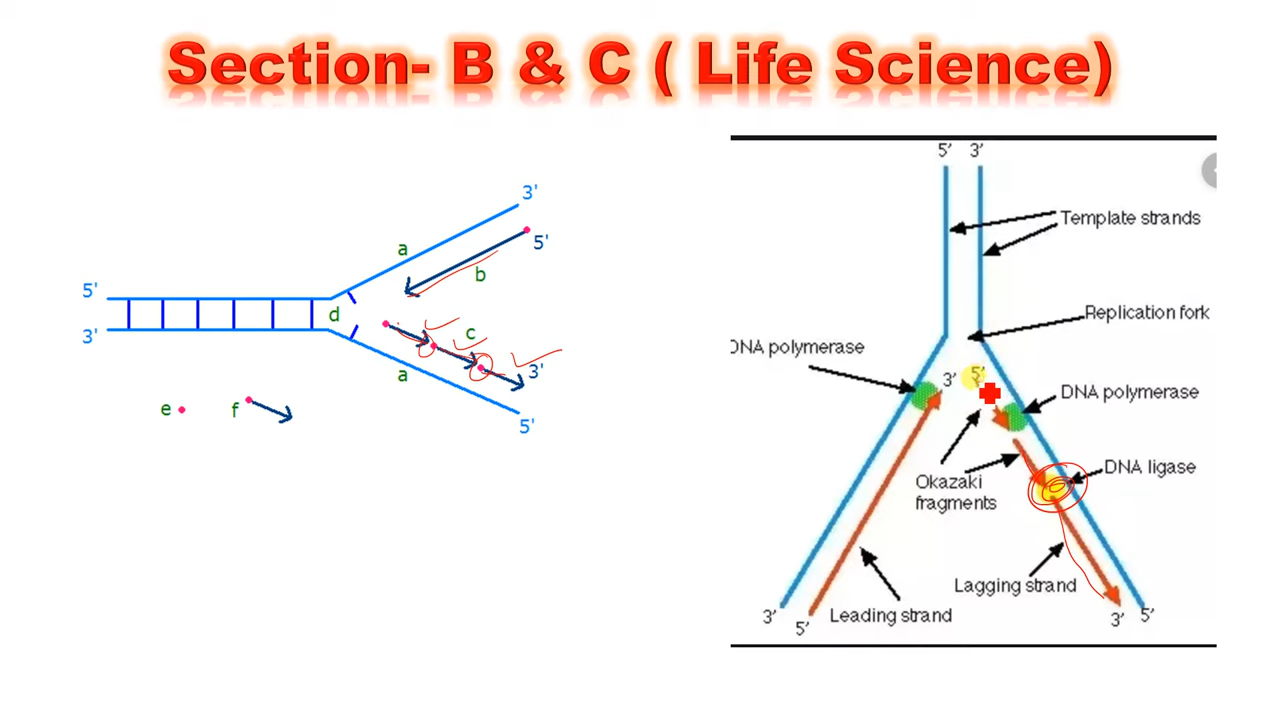 Section- B & C ( Life Science)
3'
a
5'
b
5'
d
3'
c
3'
a
5'
e
f
5' 3'
Template strands
Replication fork
DNA polymerase
3' 5'
DNA polymerase
DNA ligase
Okazaki
fragments
Lagging strand
Leading strand
3' 5'
3' 5'